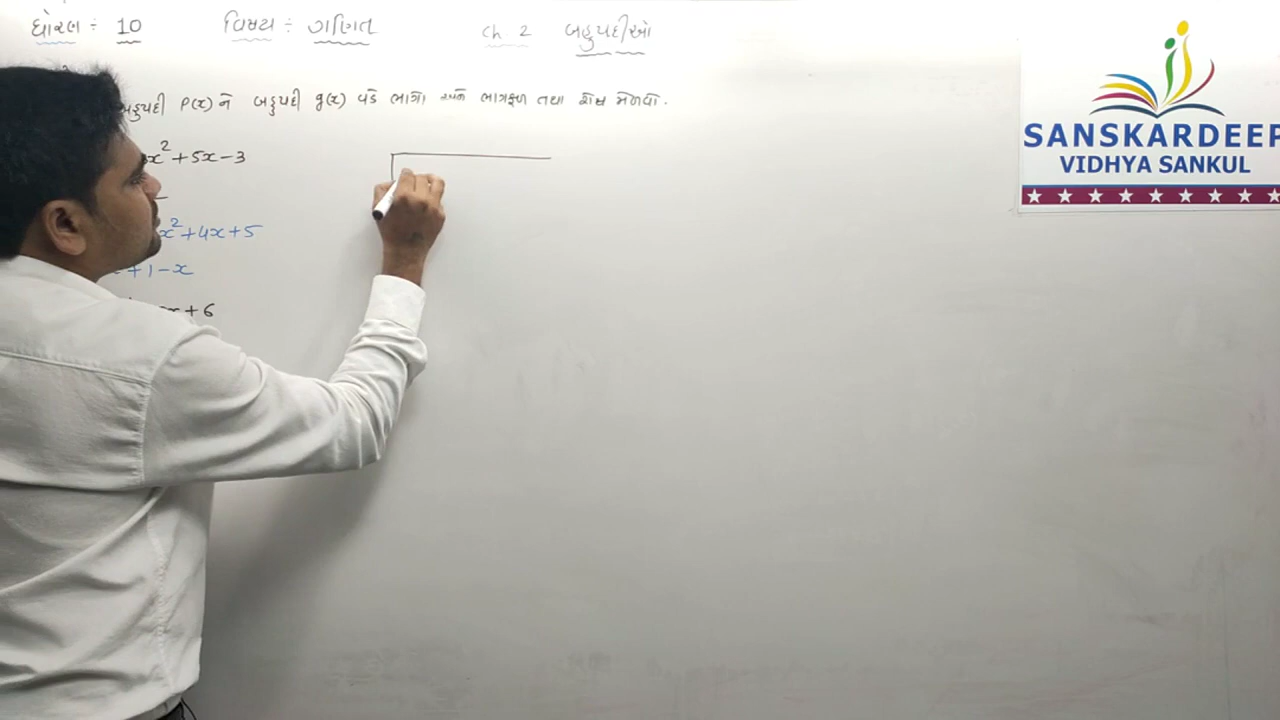 ધોરણ ÷ 10 વિષય ÷ ગણિત Ch 2 બહુપદીઓ
બહુપદી P(x) ને બહુપદી g(x) વડે ભાગો અને ભાગફળ તથા શેષ મેળવો.
x² + 5x - 3
x² + 4x + 5
+ 1 - x
x + 6
SANSKARDEEP
VIDHYA SANKUL